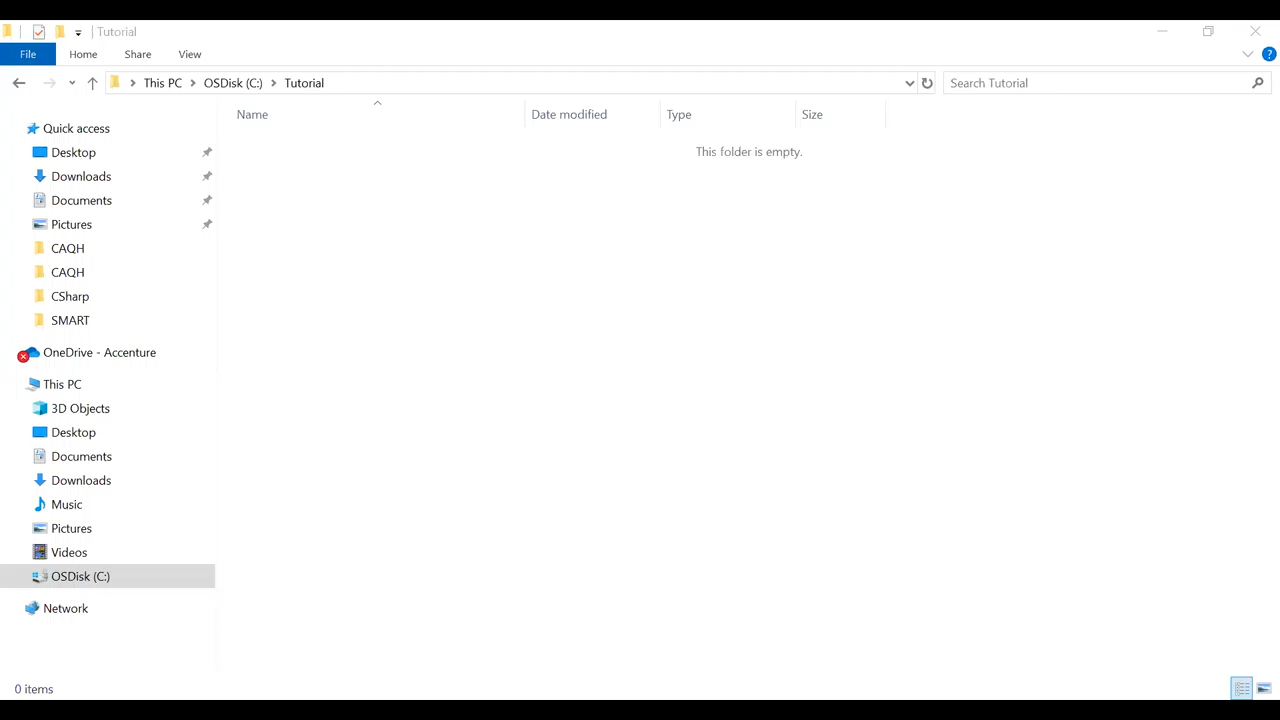 Tutorial
File Home Share View
This PC OSDisk (C:) Tutorial Search Tutorial
Name Date modified Type Size
This folder is empty.
Quick access
Desktop
Downloads
Documents
Pictures
CAQH
CAQH
CSharp
SMART
OneDrive - Accenture
This PC
3D Objects
Desktop
Documents
Downloads
Music
Pictures
Videos
OSDisk (C:)
Network
0 items